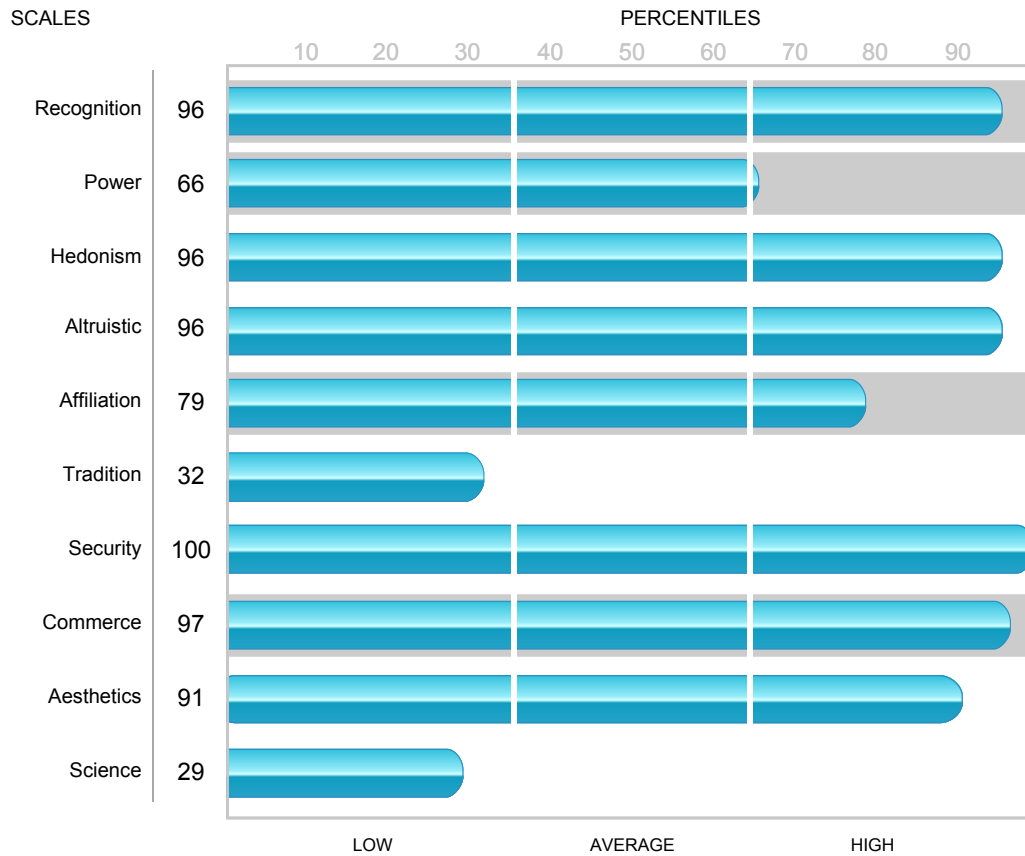 SCALES PERCENTILES
10 20 30 40 50 60 70 80 90
Recognition 96
Power 66
Hedonism 96
Altruistic 96
Affiliation 79
Tradition 32
Security 100
Commerce 97
Aesthetics 91
Science 29
LOW AVERAGE HIGH